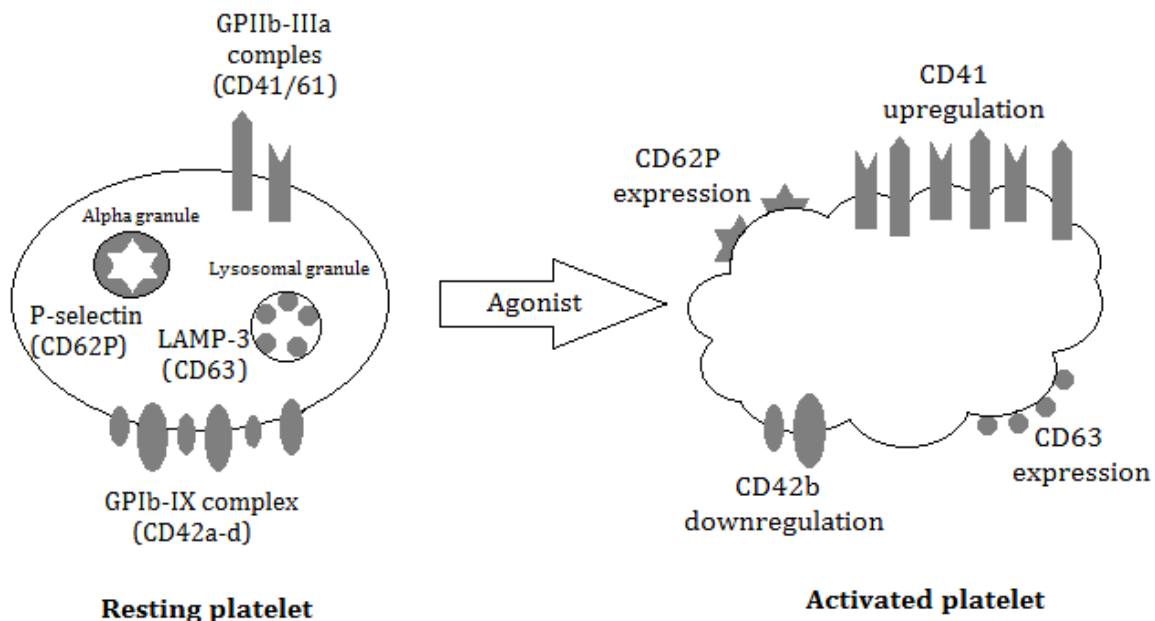 GPIIb-IIIa
comples
(CD41/61)
Alpha granule
Lysosomal granule
P-selectin
(CD62P)
LAMP-3
(CD63)
GPIb-IX complex
(CD42a-d)
Resting platelet
Agonist
CD41
upregulation
CD62P
expression
CD63
expression
CD42b
downregulation
Activated platelet